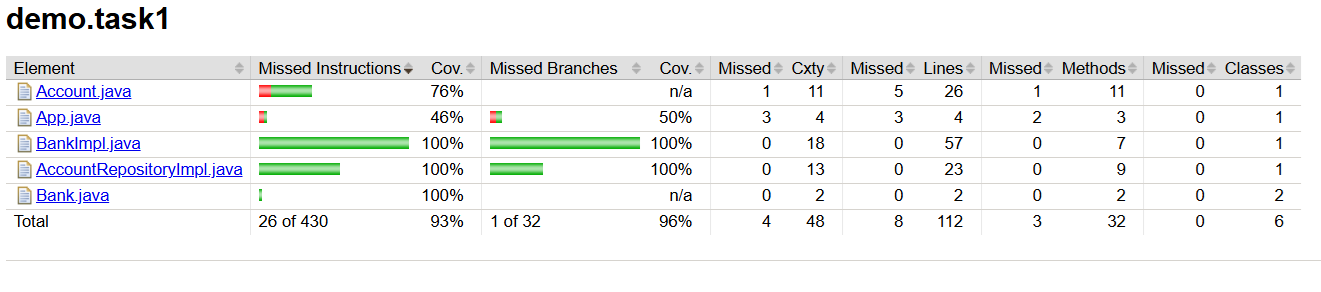 demo.task1
Element Missed Instructions Cov. Missed Branches Cov. Missed Cxty Missed Lines Missed Methods Missed Classes
Account.java 76% n/a 1 11 5 26 1 11 0 1
App.java 46% 50% 3 4 3 4 2 3 0 1
BankImpl.java 100% 100% 0 18 0 57 0 7 0 1
AccountRepositoryImpl.java 100% 100% 0 13 0 23 0 9 0 1
Bank.java 100% n/a 0 2 0 2 0 2 0 2
Total 26 of 430 93% 1 of 32 96% 4 48 8 112 3 32 0 6